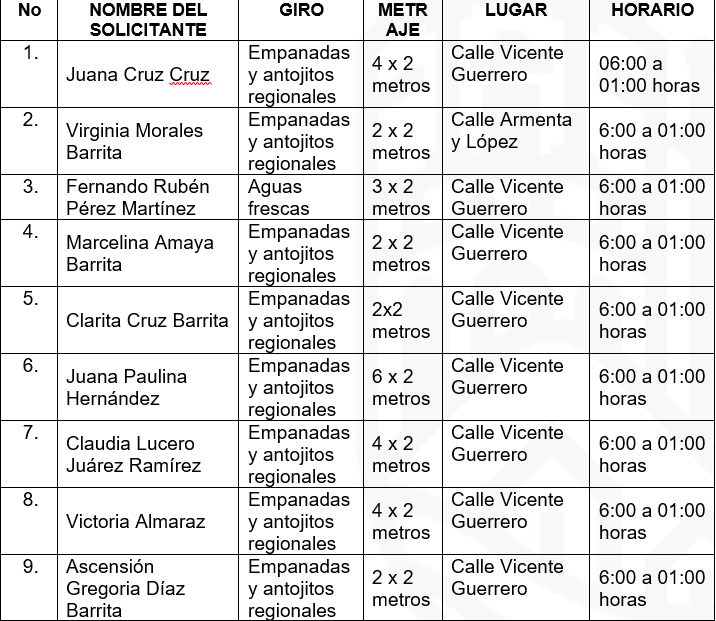 No
NOMBRE DEL
SOLICITANTE
GIRO
METR
AJE
LUGAR
HORARIO
1.
Juana Cruz Cruz
Empanadas
y antojitos
regionales
4 x 2
metros
Calle Vicente
Guerrero
06:00 a
01:00 horas
2.
Virginia Morales
Barrita
Empanadas
y antojitos
regionales
2 x 2
metros
Calle Armenta
y López
6:00 a 01:00
horas
3.
Fernando Rubén
Pérez Martínez
Aguas
frescas
3 x 2
metros
Calle Vicente
Guerrero
6:00 a 01:00
horas
4.
Marcelina Amaya
Barrita
Empanadas
y antojitos
regionales
2 x 2
metros
Calle Vicente
Guerrero
6:00 a 01:00
horas
5.
Clarita Cruz Barrita
Empanadas
y antojitos
regionales
2x2
metros
Calle Vicente
Guerrero
6:00 a 01:00
horas
6.
Juana Paulina
Hernández
Empanadas
y antojitos
regionales
6 x 2
metros
Calle Vicente
Guerrero
6:00 a 01:00
horas
7.
Claudia Lucero
Juárez Ramírez
Empanadas
y antojitos
regionales
4 x 2
metros
Calle Vicente
Guerrero
6:00 a 01:00
horas
8.
Victoria Almaraz
Empanadas
y antojitos
regionales
4 x 2
metros
Calle Vicente
Guerrero
6:00 a 01:00
horas
9.
Ascensión
Gregoria Díaz
Barrita
Empanadas
y antojitos
regionales
2 x 2
metros
Calle Vicente
Guerrero
6:00 a 01:00
horas